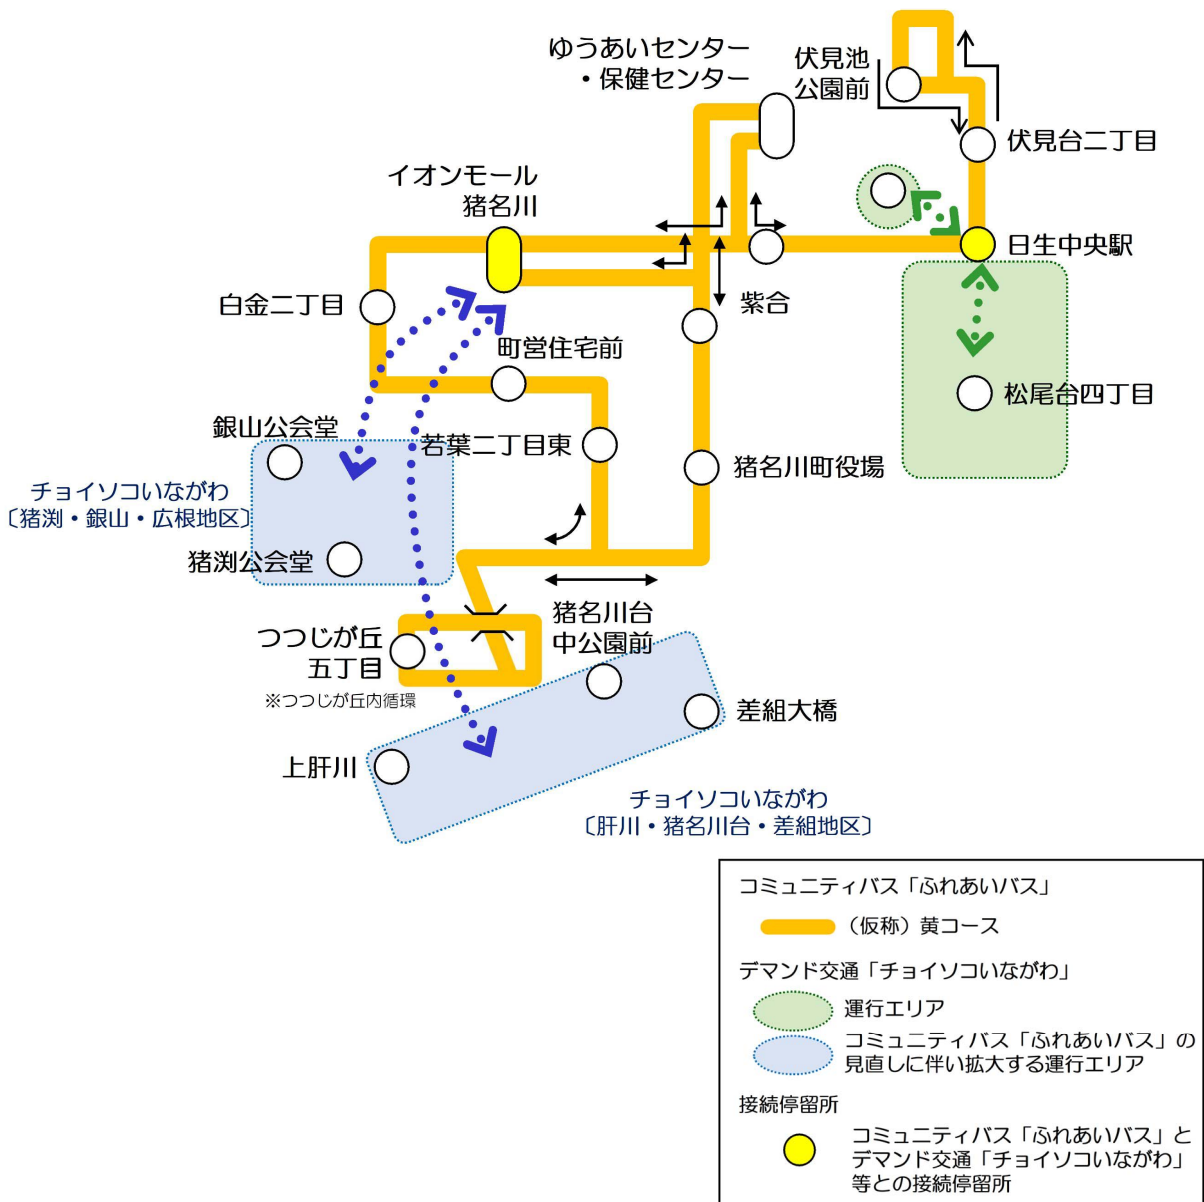 ゆうあいセンター
・保健センター
伏見池
公園前
伏見台二丁目
イオンモール
猪名川
日生中央駅
白金二丁目
紫合
町営住宅前
松尾台四丁目
銀山公会堂
若葉二丁目東
猪名川町役場
チョイソコいながわ
〔猪渕・銀山・広根地区〕
猪渕公会堂
猪名川台
中公園前
つつじが丘
五丁目
※つつじが丘内循環
差組大橋
上肝川
チョイソコいながわ
〔肝川・猪名川台・差組地区〕
コミュニティバス「ふれあいバス」
（仮称）黄コース
デマンド交通「チョイソコいながわ」
運行エリア
コミュニティバス「ふれあいバス」の
見直しに伴い拡大する運行エリア
接続停留所
コミュニティバス「ふれあいバス」と
デマンド交通「チョイソコいながわ」
等との接続停留所